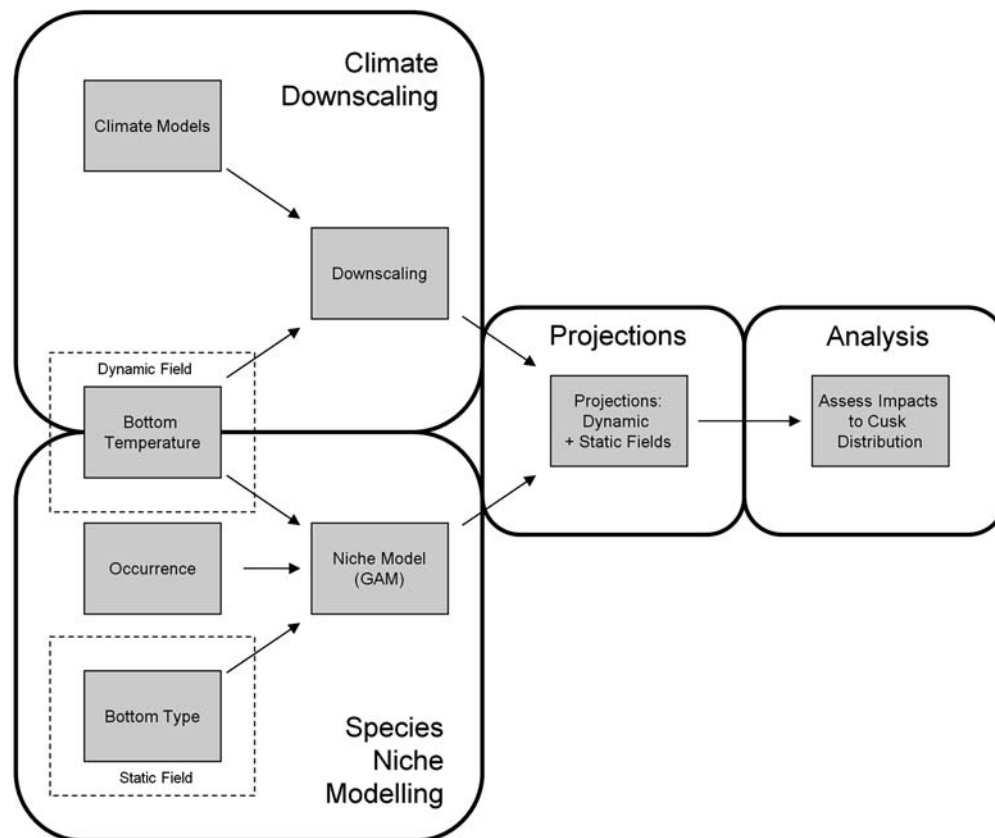 Climate
Downscaling
Climate Models
Downscaling
Dynamic Field
Bottom
Temperature
Occurrence
Niche Model
(GAM)
Bottom Type
Static Field
Species
Niche
Modelling
Projections
Projections:
Dynamic
+ Static Fields
Analysis
Assess Impacts
to Cusk
Distribution